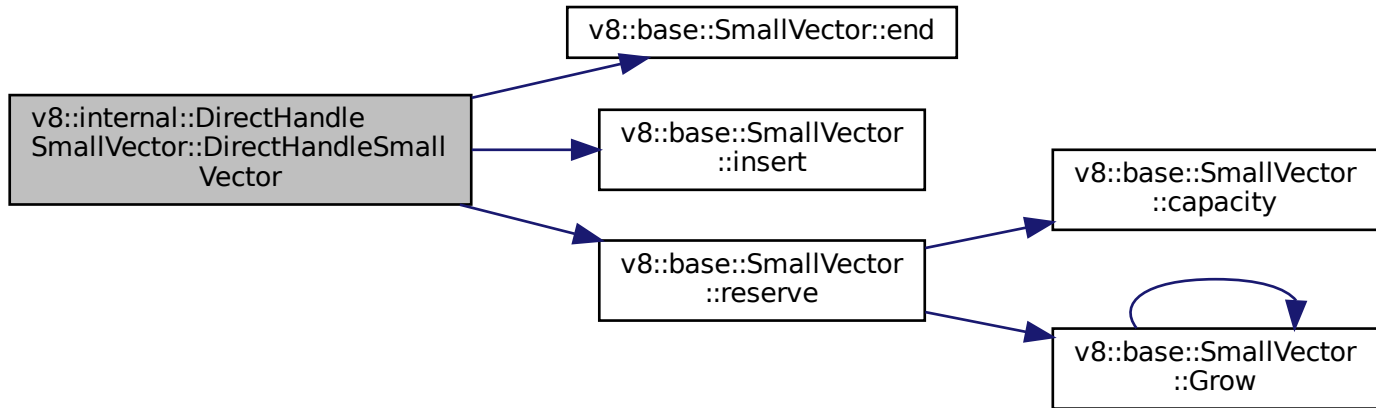 v8::base::SmallVector::end
v8::internal::DirectHandle
SmallVector::DirectHandleSmall
Vector
v8::base::SmallVector
::insert
v8::base::SmallVector
::reserve
v8::base::SmallVector
::capacity
v8::base::SmallVector
::Grow